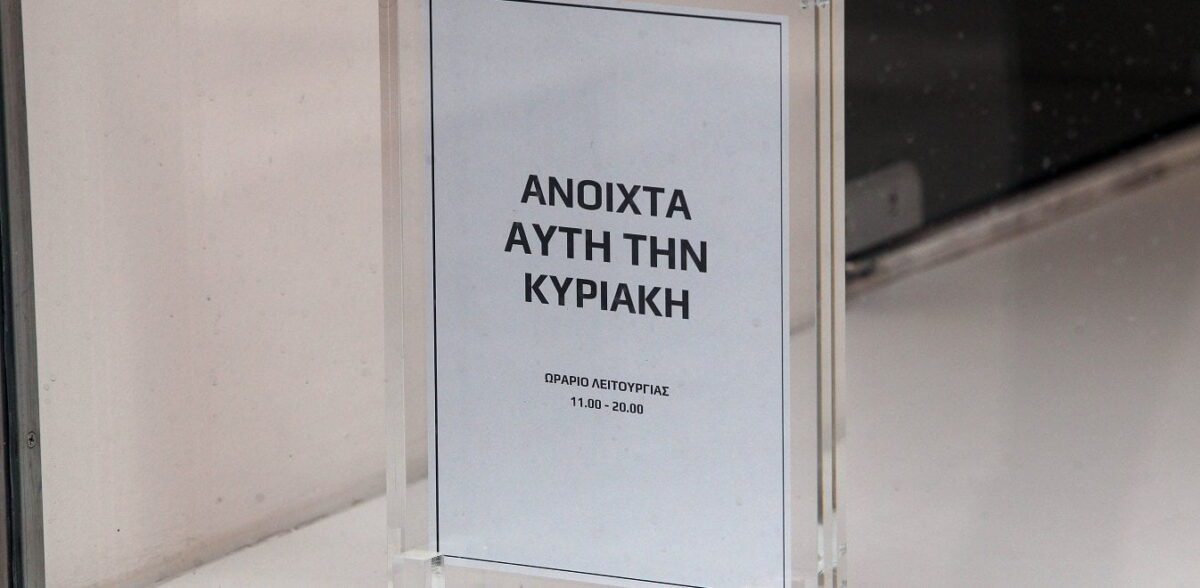 ΑΝΟΙΧΤΑ
ΑΥΤΗ ΤΗΝ
ΚΥΡΙΑΚΗ
ΩΡΑΡΙΟ ΛΕΙΤΟΥΡΓΙΑΣ
11.00 - 20.00